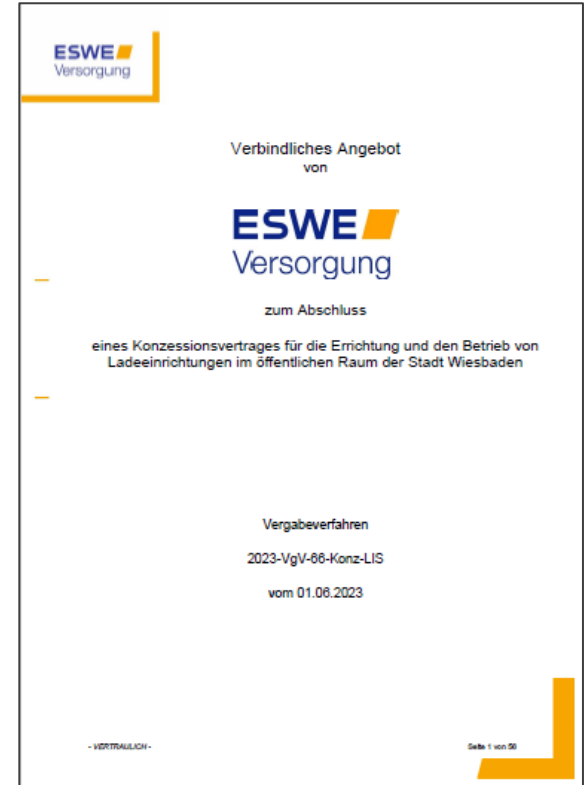 ESWE
Versorgung
Verbindliches Angebot
von
ESWE
Versorgung
zum Abschluss
eines Konzessionsvertrages für die Errichtung und den Betrieb von
Ladeeinrichtungen im öffentlichen Raum der Stadt Wiesbaden
Vergabeverfahren
2023-VgV-66-Konz-LIS
vom 01.06.2023
- VERTRAULICH -
Seite 1 von 56